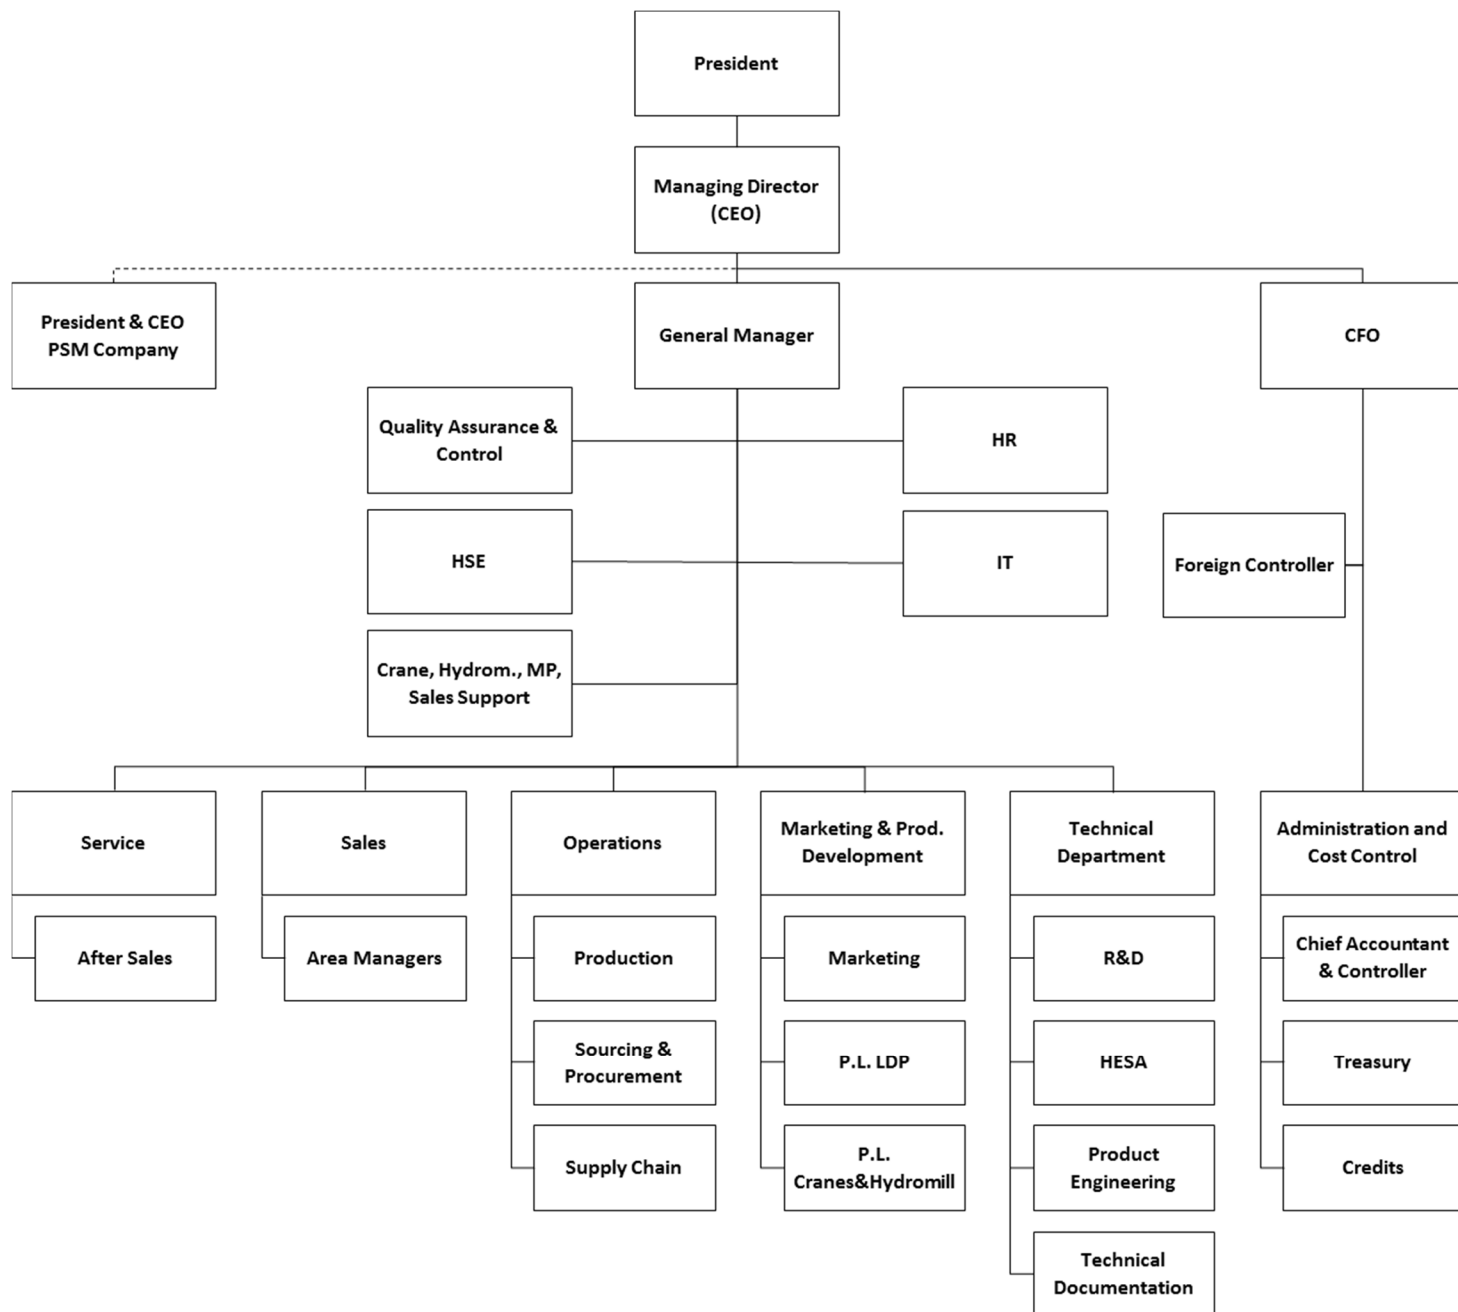 President
Managing Director
(CEO)
President & CEO
PSM Company
General Manager
CFO
Quality Assurance &
Control
HR
HSE
IT
Foreign Controller
Crane, Hydrom., MP,
Sales Support
Service
Sales
Operations
Marketing & Prod.
Development
Technical
Department
Administration and
Cost Control
After Sales
Area Managers
Production
Marketing
R&D
Chief Accountant
& Controller
Sourcing &
Procurement
P.L. LDP
HESA
Treasury
Supply Chain
P.L.
Cranes&Hydromill
Product
Engineering
Credits
Technical
Documentation